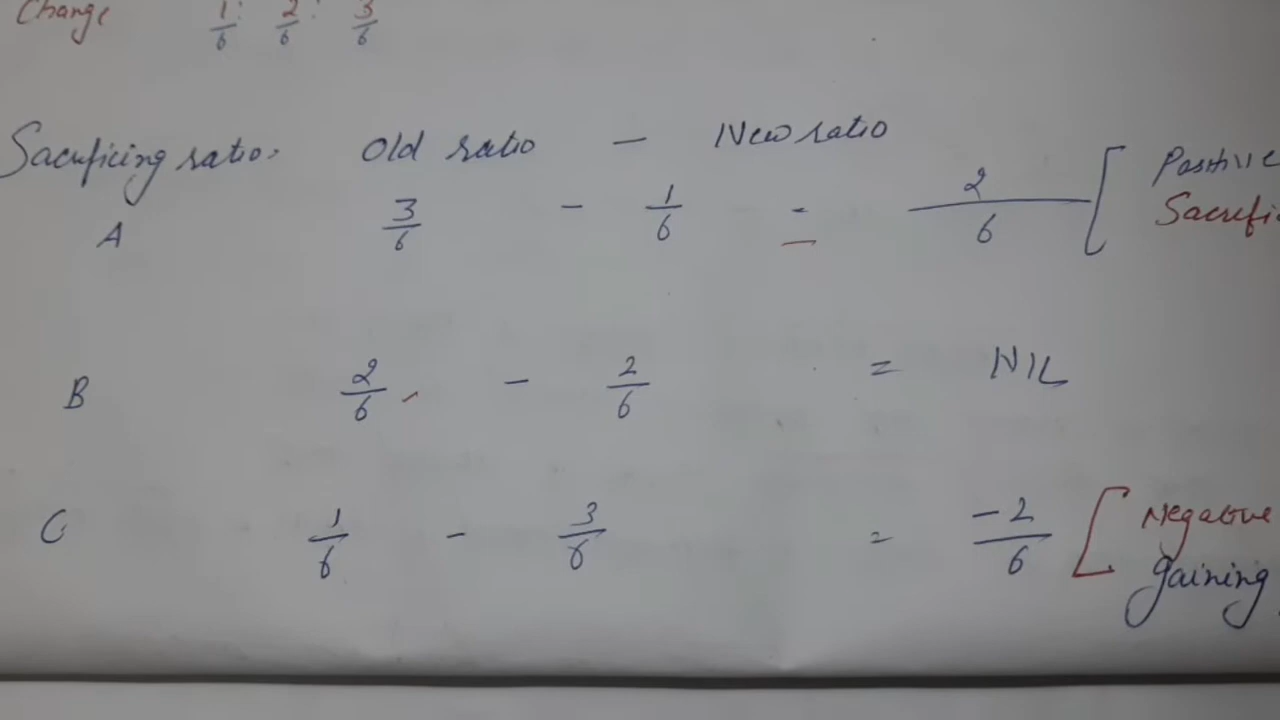 Change 1/6 : 2/6 : 3/6
Sacrificing ratio. Old ratio - New ratio
A 3/6 - 1/6 = 2/6 [ Positive
Sacrifi
B 2/6 - 2/6 = NIL
C 1/6 - 3/6 = -2/6 [ Negative
gaining